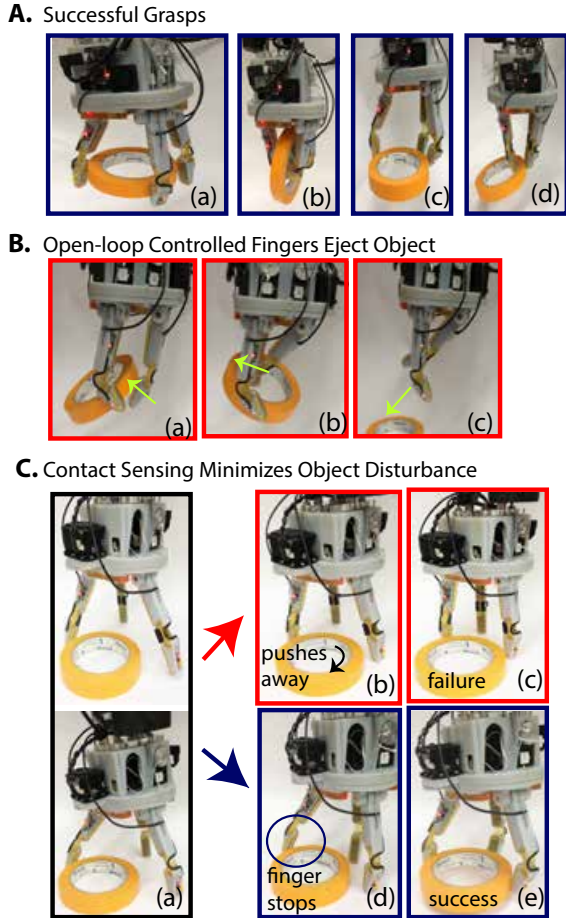 A. Successful Grasps
(a)
(b)
(c)
(d)
B. Open-loop Controlled Fingers Eject Object
(a)
(b)
(c)
C. Contact Sensing Minimizes Object Disturbance
pushes
away
(b)
failure
(c)
(a)
finger
stops
(d)
success
(e)